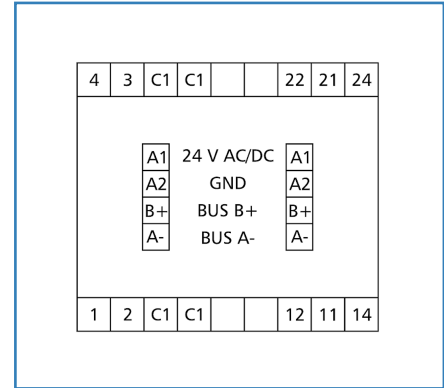 4 3 C1 C1 22 21 24
A1 24 V AC/DC A1
A2 GND A2
B+ BUS B+ B+
A- BUS A- A-
1 2 C1 C1 12 11 14